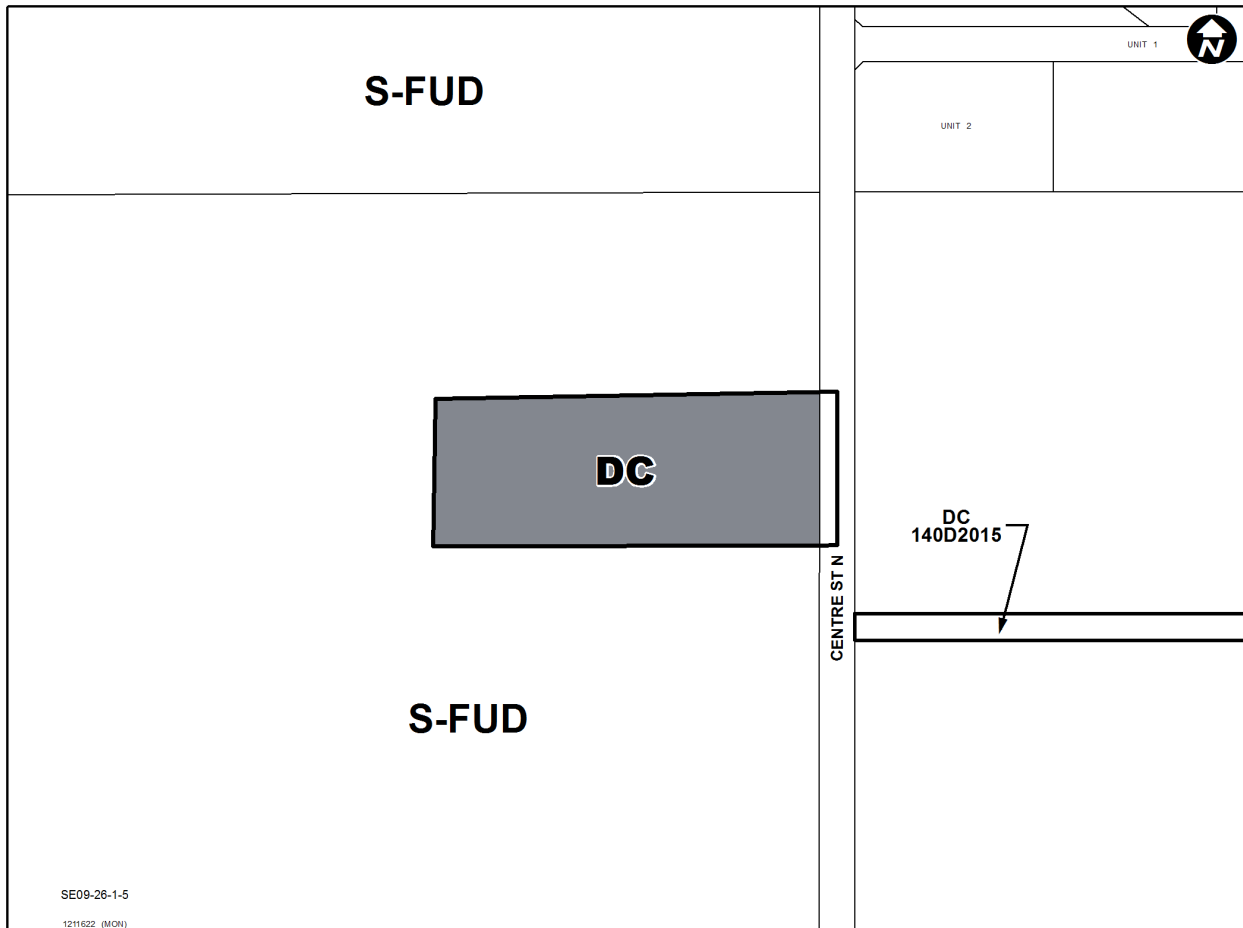 UNIT 1
N
S-FUD
UNIT 2
DC
DC
140D2015
CENTRE ST N
S-FUD
SE09-26-1-5
1211622 (MON)